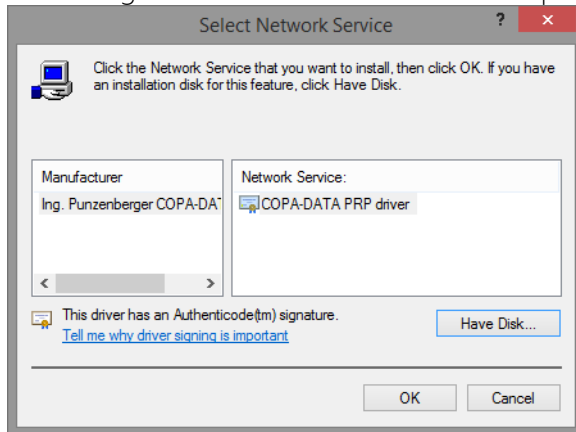 Select Network Service
?
×
Click the Network Service that you want to install, then click OK. If you have
an installation disk for this feature, click Have Disk.
Manufacturer
Ing. Punzenberger COPA-DA
Network Service:
COPA-DATA PRP driver
This driver has an Authenticode(tm) signature.
Tell me why driver signing is important
Have Disk...
OK
Cancel